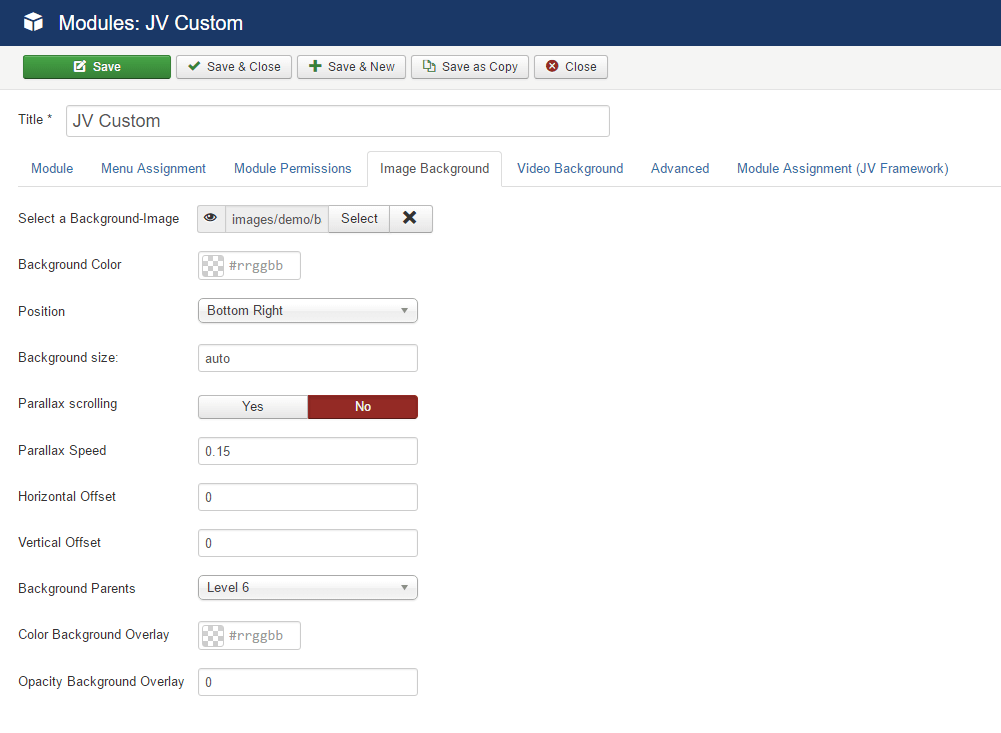 Modules: JV Custom
Save Save & Close Save & New Save as Copy Close
Title * JV Custom
Module Menu Assignment Module Permissions Image Background Video Background Advanced Module Assignment (JV Framework)
Select a Background-Image images/demo/b Select
Background Color #rrggbb
Position Bottom Right
Background size: auto
Parallax scrolling Yes No
Parallax Speed 0.15
Horizontal Offset 0
Vertical Offset 0
Background Parents Level 6
Color Background Overlay #rrggbb
Opacity Background Overlay 0